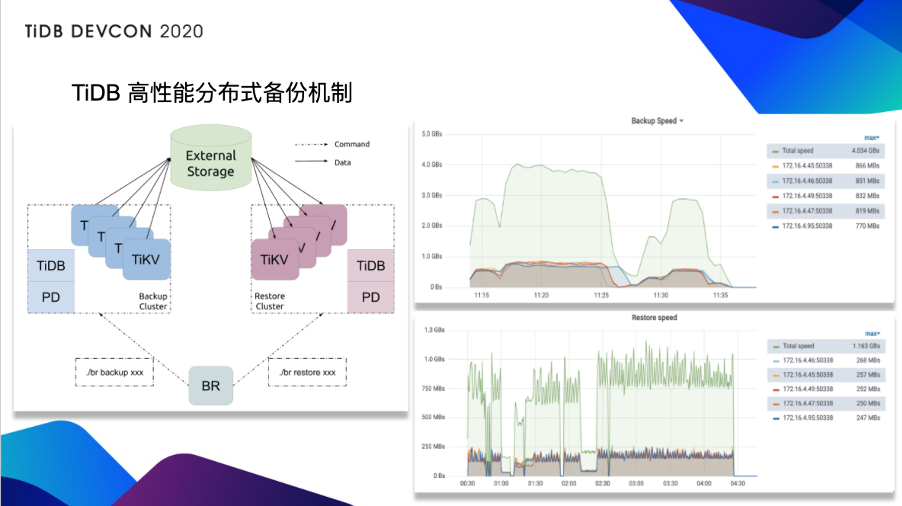 TiDB DEVCON 2020
TiDB 高性能分布式备份机制
External
Storage
Command
Data
T
T
T
TiKV
V
V
TiKV
TiDB
PD
Backup
Cluster
Restore
Cluster
TiDB
PD
./br backup xxx
BR
./br restore xxx
Backup Speed
5.0 GBs
4.0 GBs
3.0 GBs
2.0 GBs
1.0 GBs
0 Bs
11:15 11:20 11:25 11:30 11:35
max
Total speed 4.034 GBs
172.16.4.45:50338 866 MBs
172.16.4.46:50338 851 MBs
172.16.4.49:50338 832 MBs
172.16.4.47:50338 819 MBs
172.16.4.95:50338 770 MBs
Restore speed
1.3 GBs
1.0 GBs
750 MBs
500 MBs
250 MBs
0 Bs
00:30 01:00 01:30 02:00 02:30 03:00 03:30 04:00 04:30
max
Total speed 1.163 GBs
172.16.4.46:50338 268 MBs
172.16.4.45:50338 257 MBs
172.16.4.49:50338 252 MBs
172.16.4.47:50338 250 MBs
172.16.4.95:50338 247 MBs